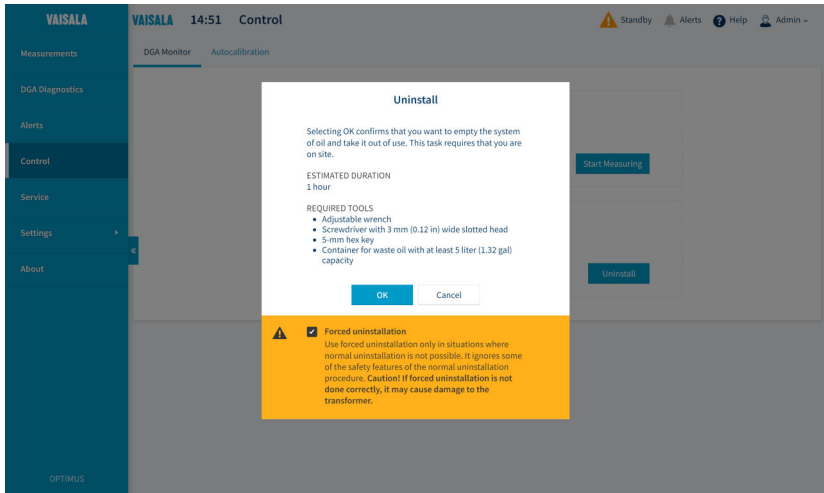 VAISALA
VAISALA 14:51 Control
Standby Alerts Help Admin
Measurements
DGA Diagnostics
Alerts
Control
Service
Settings
About
OPTIMUS
DGA Monitor Autocalibration
Start Measuring
Uninstall
Uninstall
Selecting OK confirms that you want to empty the system
of oil and take it out of use. This task requires that you are
on site.
ESTIMATED DURATION
1 hour
REQUIRED TOOLS
• Adjustable wrench
• Screwdriver with 3 mm (0.12 in) wide slotted head
• 5-mm hex key
• Container for waste oil with at least 5 liter (1.32 gal)
capacity
OK Cancel
Forced uninstallation
Use forced uninstallation only in situations where
normal uninstallation is not possible. It ignores some
of the safety features of the normal uninstallation
procedure. Caution! If forced uninstallation is not
done correctly, it may cause damage to the
transformer.